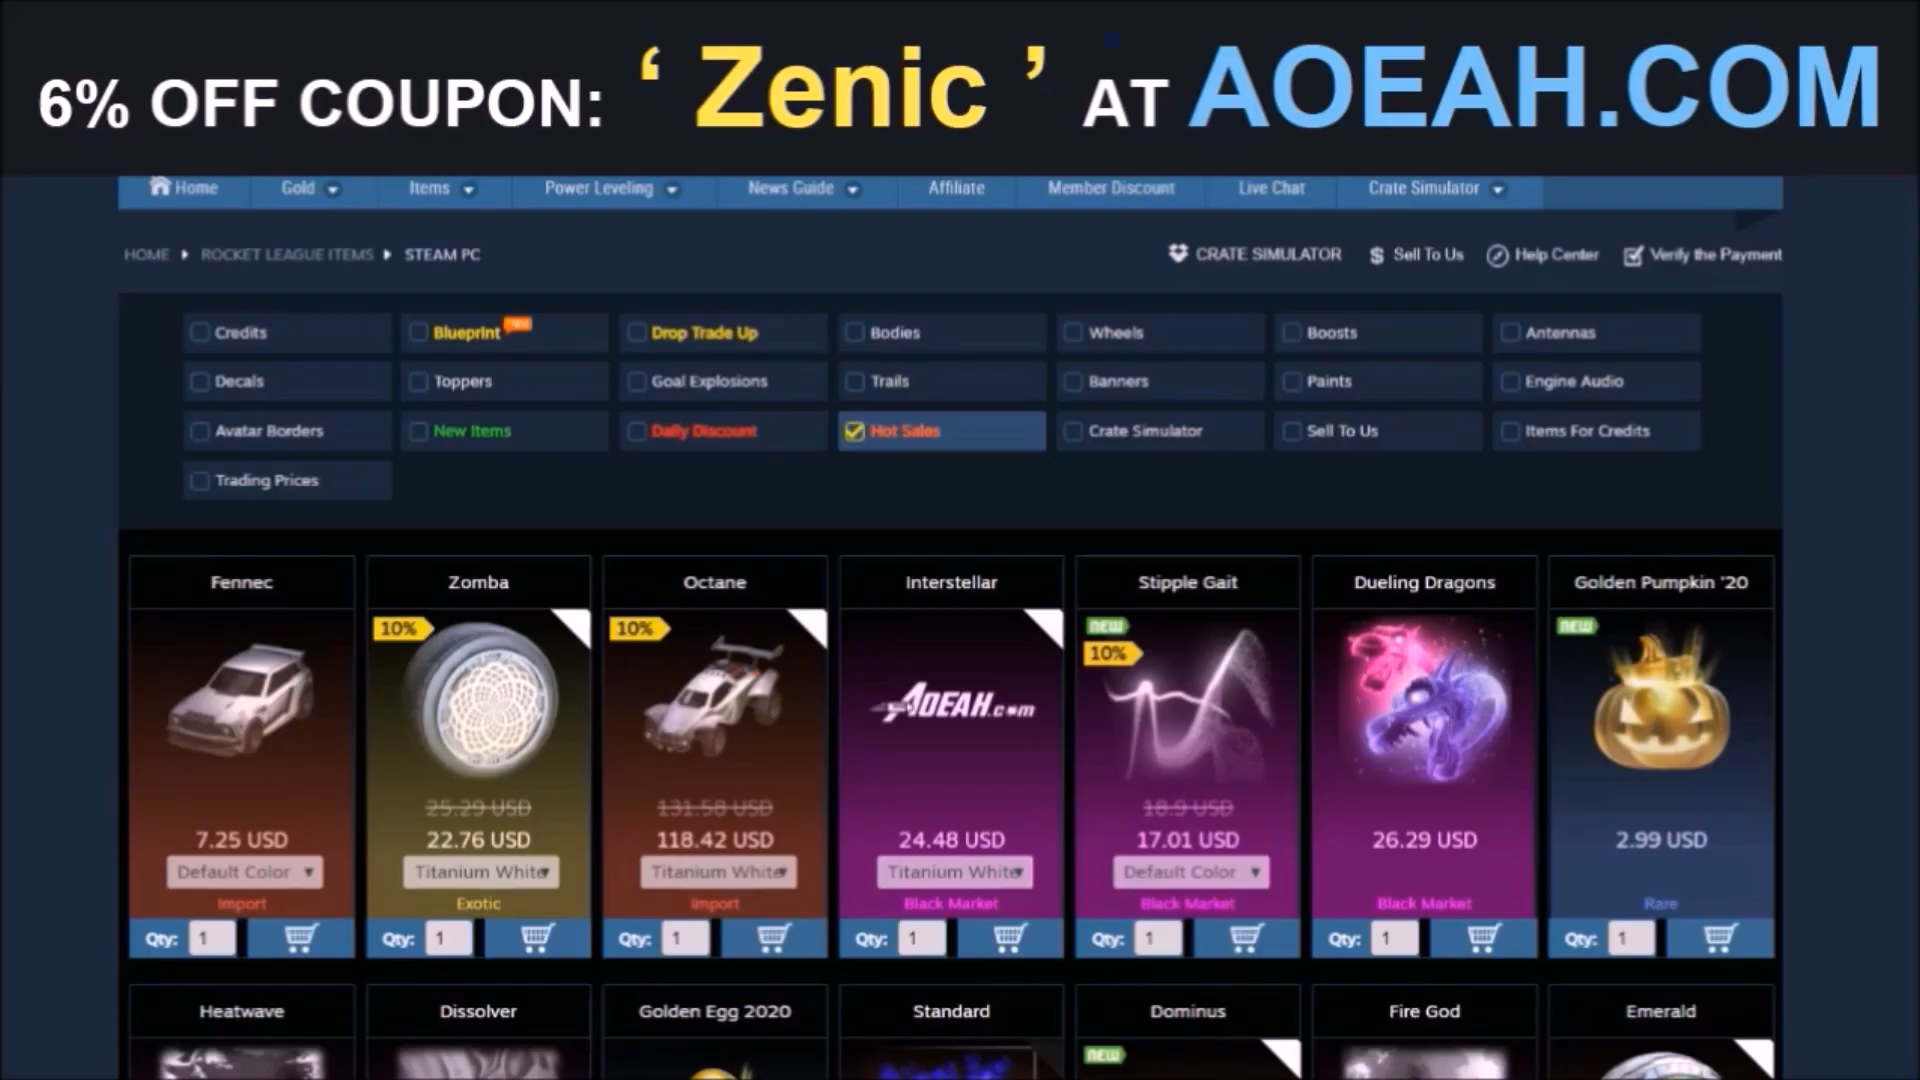 6% OFF COUPON: ‘ Zenic ’ AT AOEAH.COM
Home Gold Items Power Leveling News Guide Affiliate Member Discount Live Chat Crate Simulator
HOME ROCKET LEAGUE ITEMS STEAM PC CRATE SIMULATOR $ Sell To Us Help Center Verify the Payment
Credits Blueprint Drop Trade Up Bodies Wheels Boosts Antennas
Decals Toppers Goal Explosions Trails Banners Paints Engine Audio
Avatar Borders New Items Daily Discount Hot Sales Crate Simulator Sell To Us Items For Credits
Trading Prices
Fennec Zomba Octane Interstellar Stipple Gait Dueling Dragons Golden Pumpkin '20
10% 10% NEW NEW
10%
AOEAH.com
25.29 USD 131.58 USD 18.9 USD
7.25 USD 22.76 USD 118.42 USD 24.48 USD 17.01 USD 26.29 USD 2.99 USD
Default Color Titanium White Titanium White Titanium White Default Color
Import Exotic Import Black Market Black Market Black Market Rare
Qty: 1 Qty: 1 Qty: 1 Qty: 1 Qty: 1 Qty: 1 Qty: 1
Heatwave Dissolver Golden Egg 2020 Standard Dominus Fire God Emerald
NEW